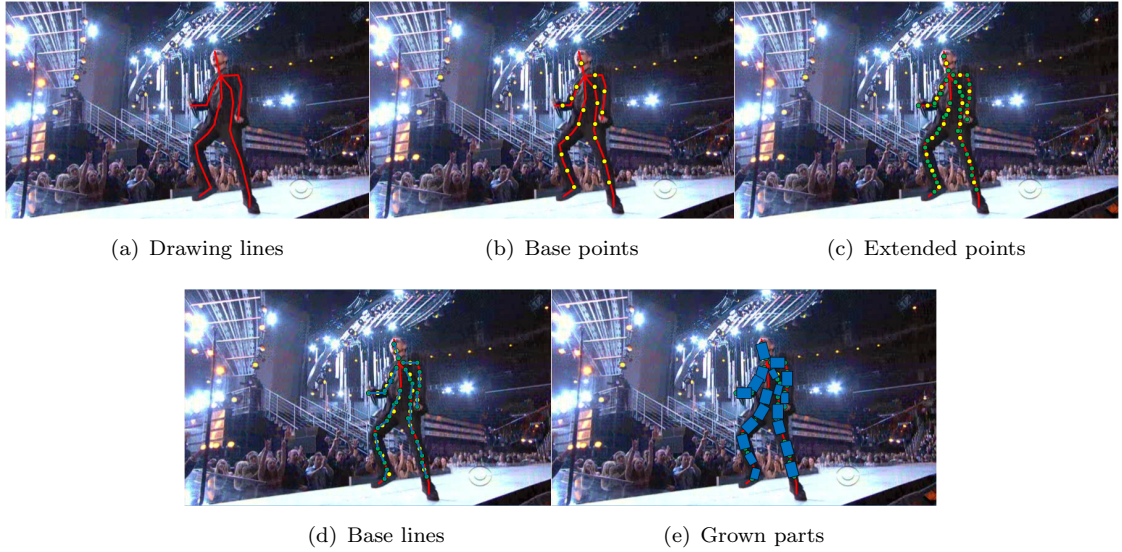 (a) Drawing lines
(b) Base points
(c) Extended points
(d) Base lines
(e) Grown parts